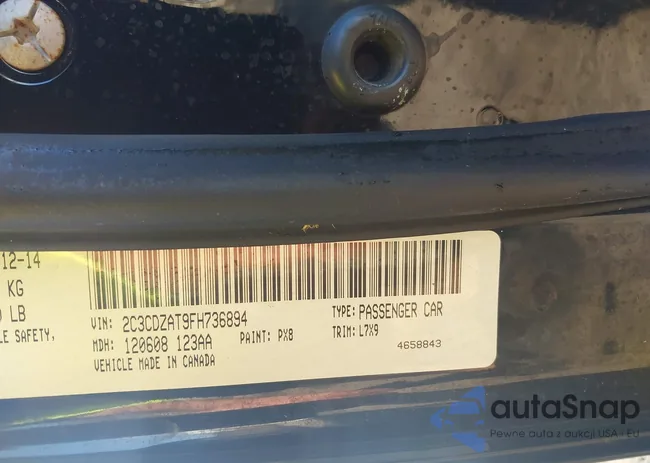 12-14
KG
LB
LE SAFETY,
VIN: 2C3CDZAT9FH736894
TYPE: PASSENGER CAR
MDH: 120608 123AA
PAINT: PX8
TRIM: L7X9
VEHICLE MADE IN CANADA
4658843
autaSnap
Pewne auta z aukcji USA i EU